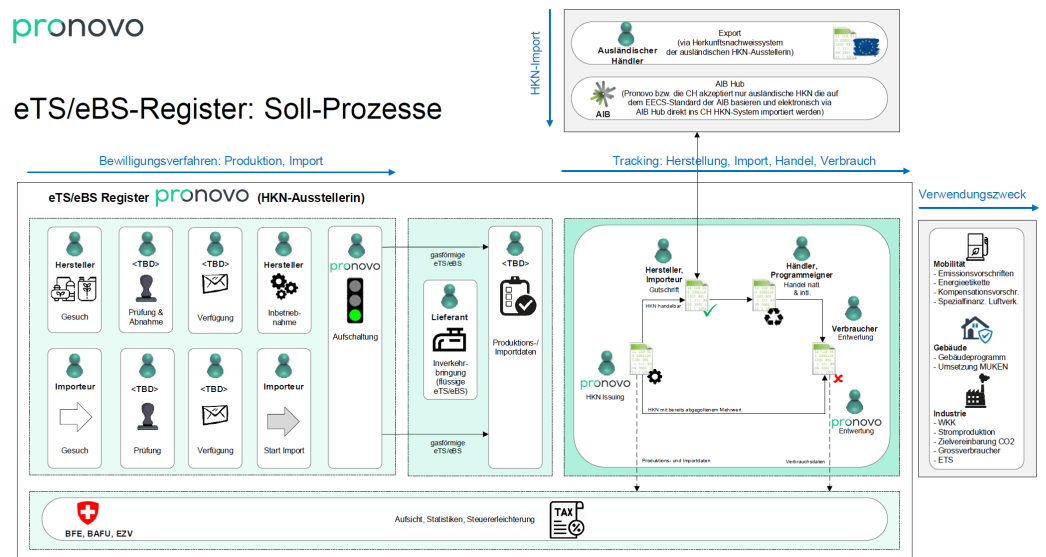 pronovo
eTS/eBS-Register: Soll-Prozesse
HKN-Import
Ausländischer
Händler
Export
(via Herkunftsnachweissystem
der ausländischen HKN-Ausstellerin)
AIB
AIB Hub
(Pronovo bzw. die CH akzeptiert nur ausländische HKN die auf
dem EECS-Standard der AIB basieren und elektronisch via
AIB Hub direkt ins CH HKN-System importiert werden)
Bewilligungsverfahren: Produktion, Import
Tracking: Herstellung, Import, Handel, Verbrauch
Verwendungszweck
eTS/eBS Register pronovo (HKN-Ausstellerin)
Hersteller
Gesuch
<TBD>
Prüfung &
Abnahme
<TBD>
Verfügung
Hersteller
Inbetrieb-
nahme
pronovo
Aufschaltung
Importeur
Gesuch
<TBD>
Prüfung
<TBD>
Verfügung
Importeur
Start Import
gasförmige
eTS/eBS
Lieferant
Inverkehr-
bringung
(flüssige
eTS/eBS)
gasförmige
eTS/eBS
<TBD>
Produktions-/
Importdaten
Hersteller,
Importeur
Gutschrift
HKN handelbar
Händler,
Programmeigner
Handel natl.
& intl.
Verbraucher
Entwertung
pronovo
HKN Issuing
HKN mit bereits abgegoltenem Mehrwert
pronovo
Entwertung
Produktions- und Importdaten
Verbrauchsdaten
Mobilität
- Emissionsvorschriften
- Energieetikette
- Kompensationsvorschr.
- Spezialfinanz. Luftverk.
Gebäude
- Gebäudeprogramm
- Umsetzung MUKEN
Industrie
- WKK
- Stromproduktion
- Zielvereinbarung CO2
- Grossverbraucher
- ETS
BFE, BAFU, EZV
Aufsicht, Statistiken, Steuererleichterung
TAX